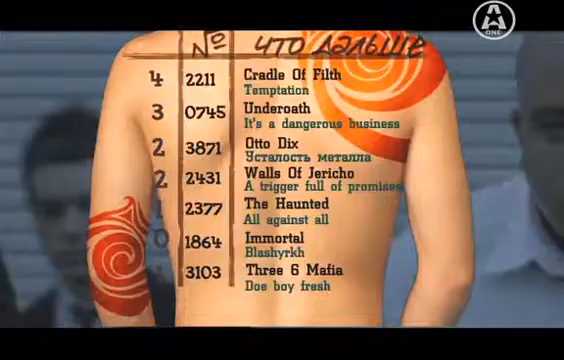 A
ONE
№ ЧТО ДАЛЬШЕ
4 2211 Cradle Of Filth
Temptation
3 0745 Underoath
It's a dangerous business
2 3871 Otto Dix
Усталость металла
2 2431 Walls Of Jericho
A trigger full of promises
1 2377 The Haunted
All against all
0 1864 Immortal
Blashyrkh
3103 Three 6 Mafia
Doe boy fresh